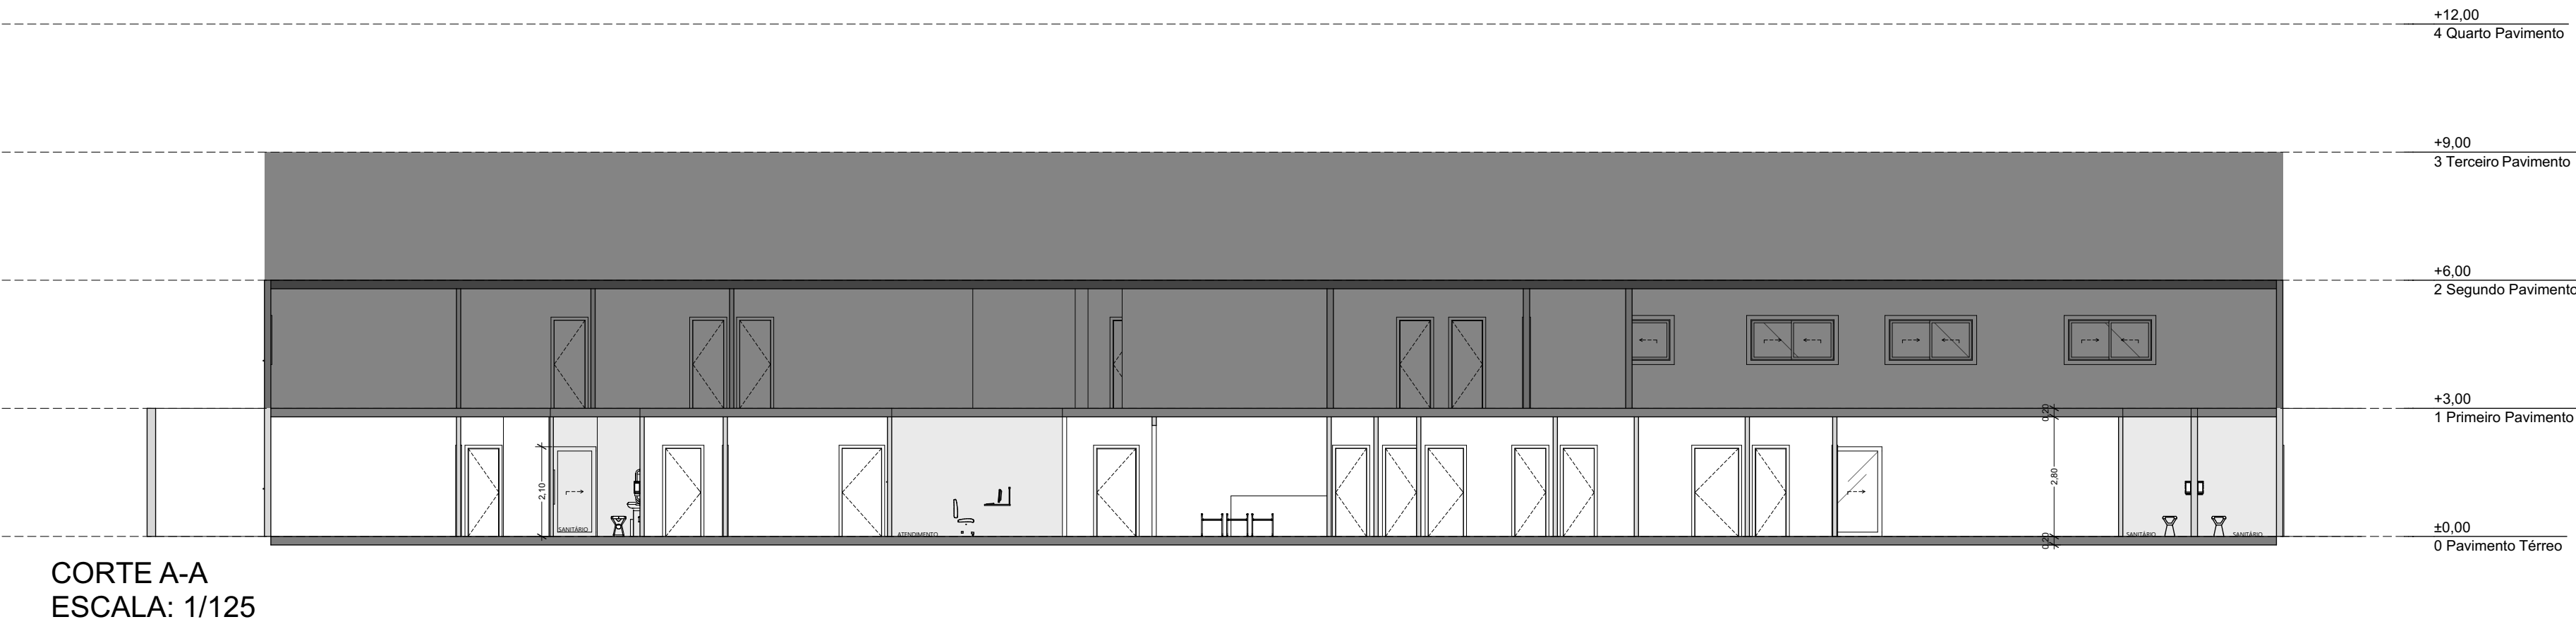 +12,00
4 Quarto Pavimento
+9,00
3 Terceiro Pavimento
+6,00
2 Segundo Pavimento
+3,00
1 Primeiro Pavimento
0,20
2,10
2,80
SANITÁRIO
ATENDIMENTO
SANITÁRIO
SANITÁRIO
±0,00
0 Pavimento Térreo
0,20
CORTE A-A
ESCALA: 1/125